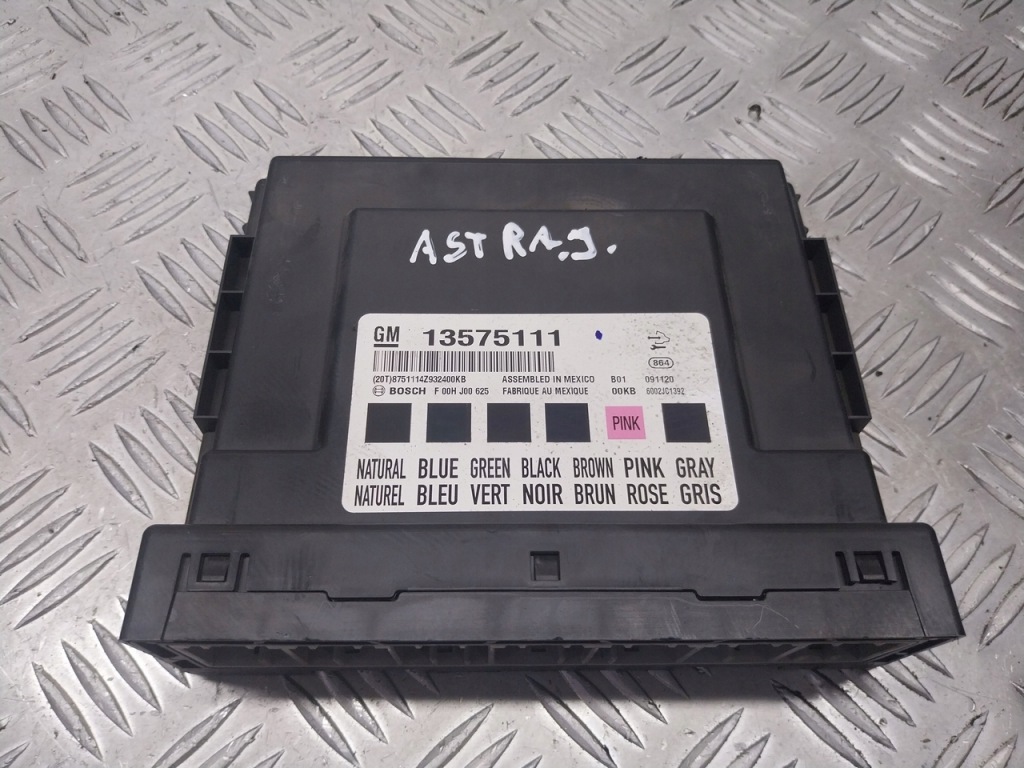 ASTRA J.
GM 13575111
864
(20T)8751114Z932400KB ASSEMBLED IN MEXICO B01 091120
BOSCH F 00H J00 625 FABRIQUE AU MEXIQUE 00KB 6002JC1392
PINK
NATURAL BLUE GREEN BLACK BROWN PINK GRAY
NATUREL BLEU VERT NOIR BRUN ROSE GRIS